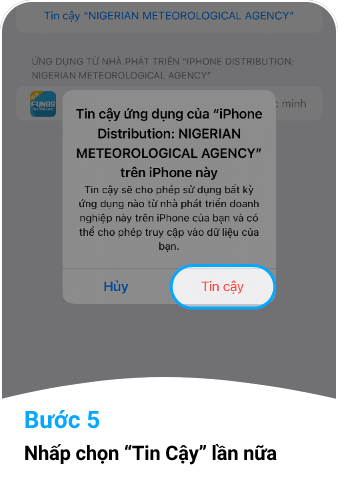 Tin cậy "NIGERIAN METEOROLOGICAL AGENCY"
ỨNG DỤNG TỪ NHÀ PHÁT TRIỂN "IPHONE DISTRIBUTION:
NIGERIAN METEOROLOGICAL AGENCY"
FUN88
minh
Tin cậy ứng dụng của “iPhone
Distribution: NIGERIAN
METEOROLOGICAL AGENCY”
trên iPhone này
Tin cậy sẽ cho phép sử dụng bất kỳ
ứng dụng nào từ nhà phát triển doanh
nghiệp này trên iPhone của bạn và có
thể cho phép truy cập vào dữ liệu của
bạn.
Hủy Tin cậy
Bước 5
Nhấp chọn “Tin Cậy” lần nữa